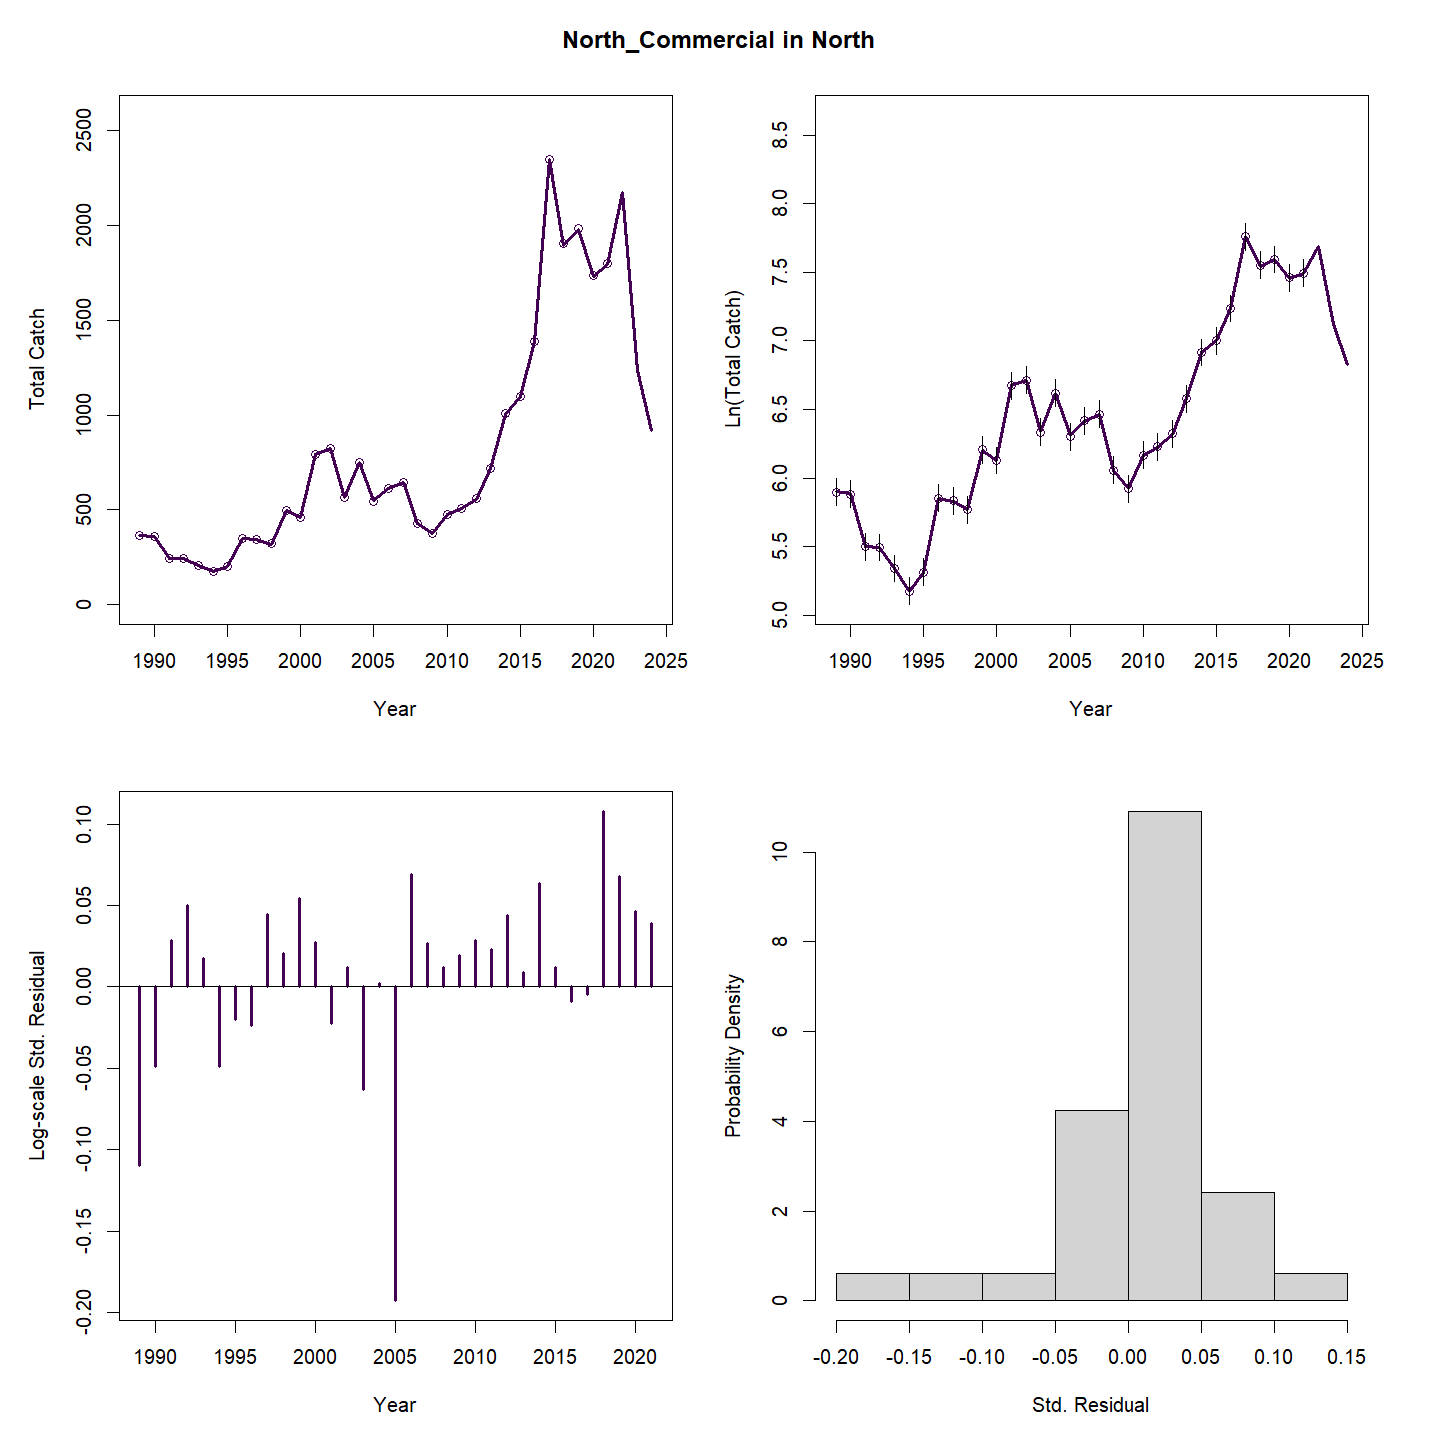 North_Commercial in North
Total Catch
0 500 1000 1500 2000 2500
1990 1995 2000 2005 2010 2015 2020 2025
Year
Ln(Total Catch)
5.0 5.5 6.0 6.5 7.0 7.5 8.0 8.5
1990 1995 2000 2005 2010 2015 2020 2025
Year
Log-scale Std. Residual
-0.20 -0.15 -0.10 -0.05 0.00 0.05 0.10
1990 1995 2000 2005 2010 2015 2020
Year
Probability Density
0 2 4 6 8 10
-0.20 -0.15 -0.10 -0.05 0.00 0.05 0.10 0.15
Std. Residual